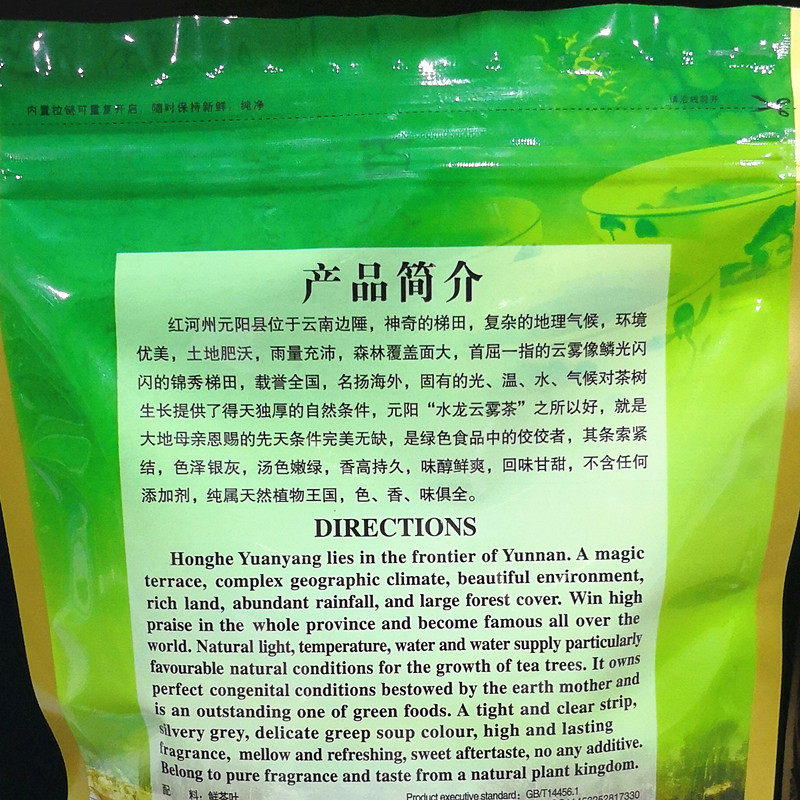 内置拉链可重复开启 随时保持新鲜 纯净
请沿线剪开
产品简介
红河州元阳县位于云南边陲，神奇的梯田，复杂的地理气候，环境
优美，土地肥沃，雨量充沛，森林覆盖面大，首屈一指的云雾像鳞光闪
闪的锦秀梯田，载誉全国，名扬海外，固有的光、温、水、气候对茶树
生长提供了得天独厚的自然条件，元阳“水龙云雾茶”之所以好，就是
大地母亲恩赐的先天条件完美无缺，是绿色食品中的佼佼者，其条索紧
结，色泽银灰，汤色嫩绿，香高持久，味醇鲜爽，回味甘甜，不含任何
添加剂，纯属天然植物王国，色、香、味俱全。
DIRECTIONS
Honghe Yuanyang lies in the frontier of Yunnan. A magic
terrace, complex geographic climate, beautiful environment,
rich land, abundant rainfall, and large forest cover. Win high
praise in the whole province and become famous all over the
world. Natural light, temperature, water and water supply particularly
favourable natural conditions for the growth of tea trees. It owns
perfect congenital conditions bestowed by the earth mother and
is an outstanding one of green foods. A tight and clear strip,
silvery grey, delicate greep soup colour, high and lasting
fragrance, mellow and refreshing, sweet aftertaste, no any additive.
Belong to pure fragrance and taste from a natural plant kingdom.
配 料：鲜茶叶
Product executive standard：GB/T14456.1